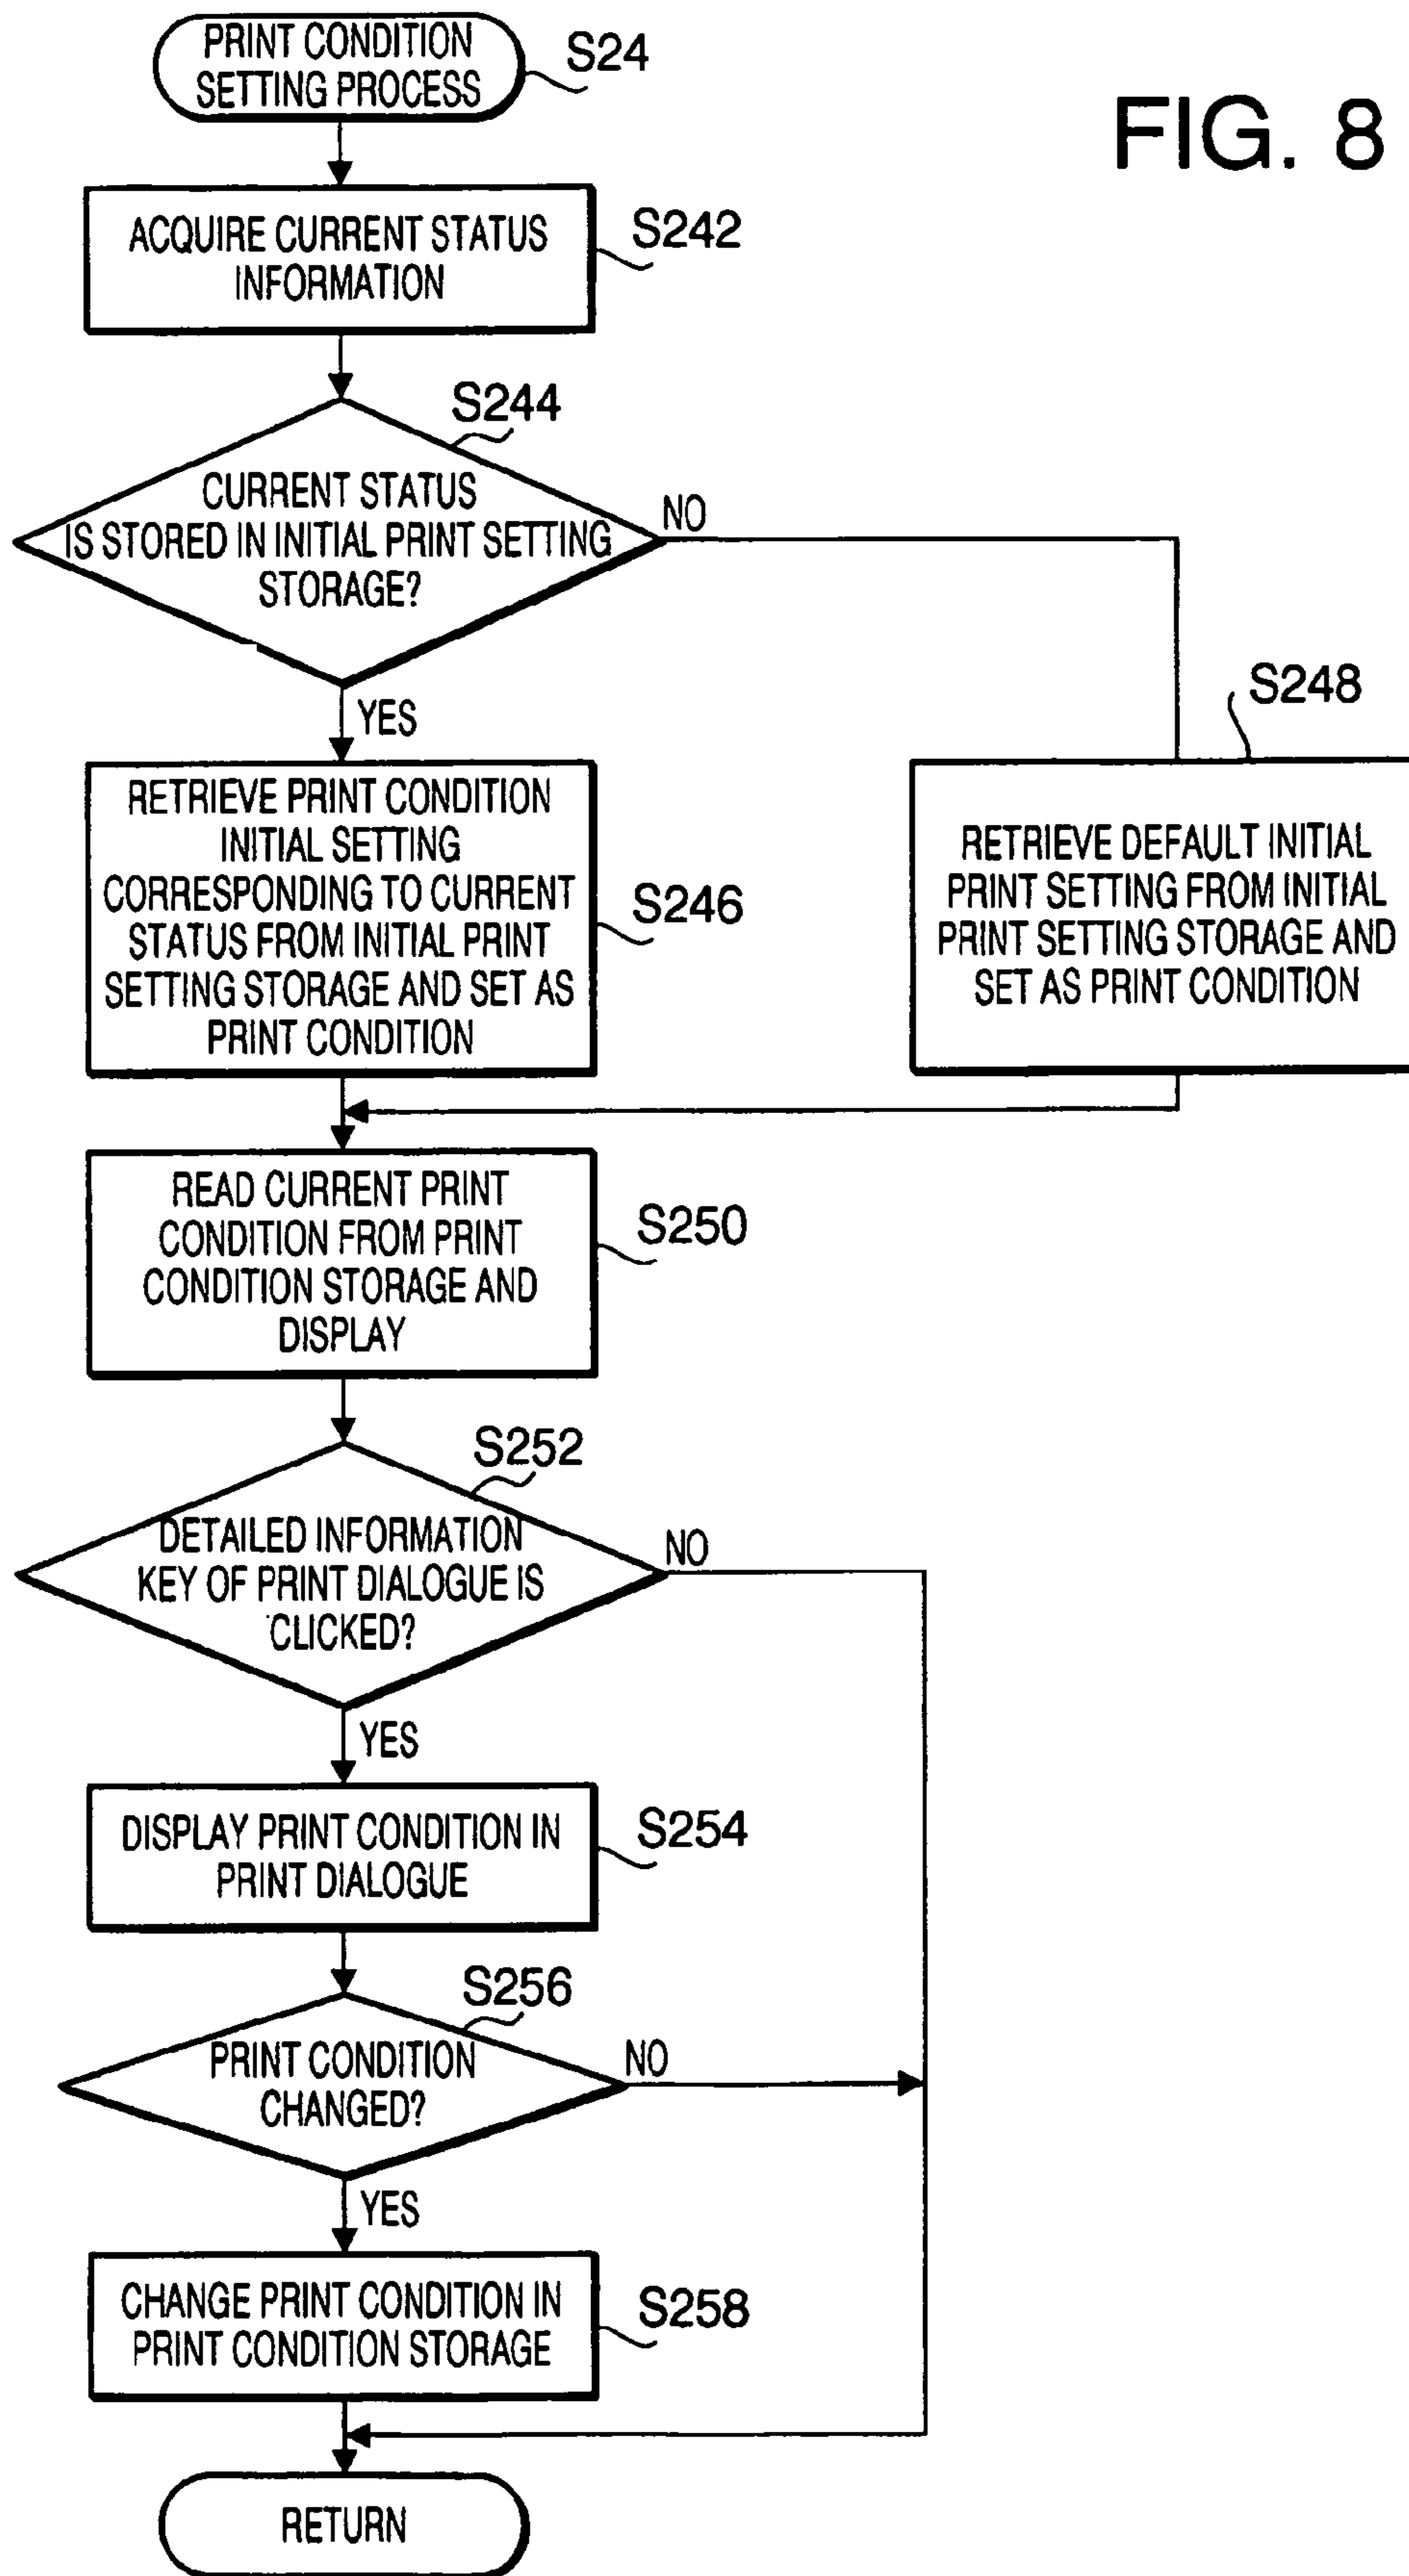 PRINT CONDITION
SETTING PROCESS
S24
FIG. 8
ACQUIRE CURRENT STATUS
INFORMATION
S242
S244
CURRENT STATUS
IS STORED IN INITIAL PRINT SETTING
STORAGE?
NO
YES
RETRIEVE PRINT CONDITION
INITIAL SETTING
CORRESPONDING TO CURRENT
STATUS FROM INITIAL PRINT
SETTING STORAGE AND SET AS
PRINT CONDITION
S246
S248
RETRIEVE DEFAULT INITIAL
PRINT SETTING FROM INITIAL
PRINT SETTING STORAGE AND
SET AS PRINT CONDITION
READ CURRENT PRINT
CONDITION FROM PRINT
CONDITION STORAGE AND
DISPLAY
S250
S252
DETAILED INFORMATION
KEY OF PRINT DIALOGUE IS
CLICKED?
NO
YES
DISPLAY PRINT CONDITION IN
PRINT DIALOGUE
S254
S256
PRINT CONDITION
CHANGED?
NO
YES
CHANGE PRINT CONDITION IN
PRINT CONDITION STORAGE
S258
RETURN